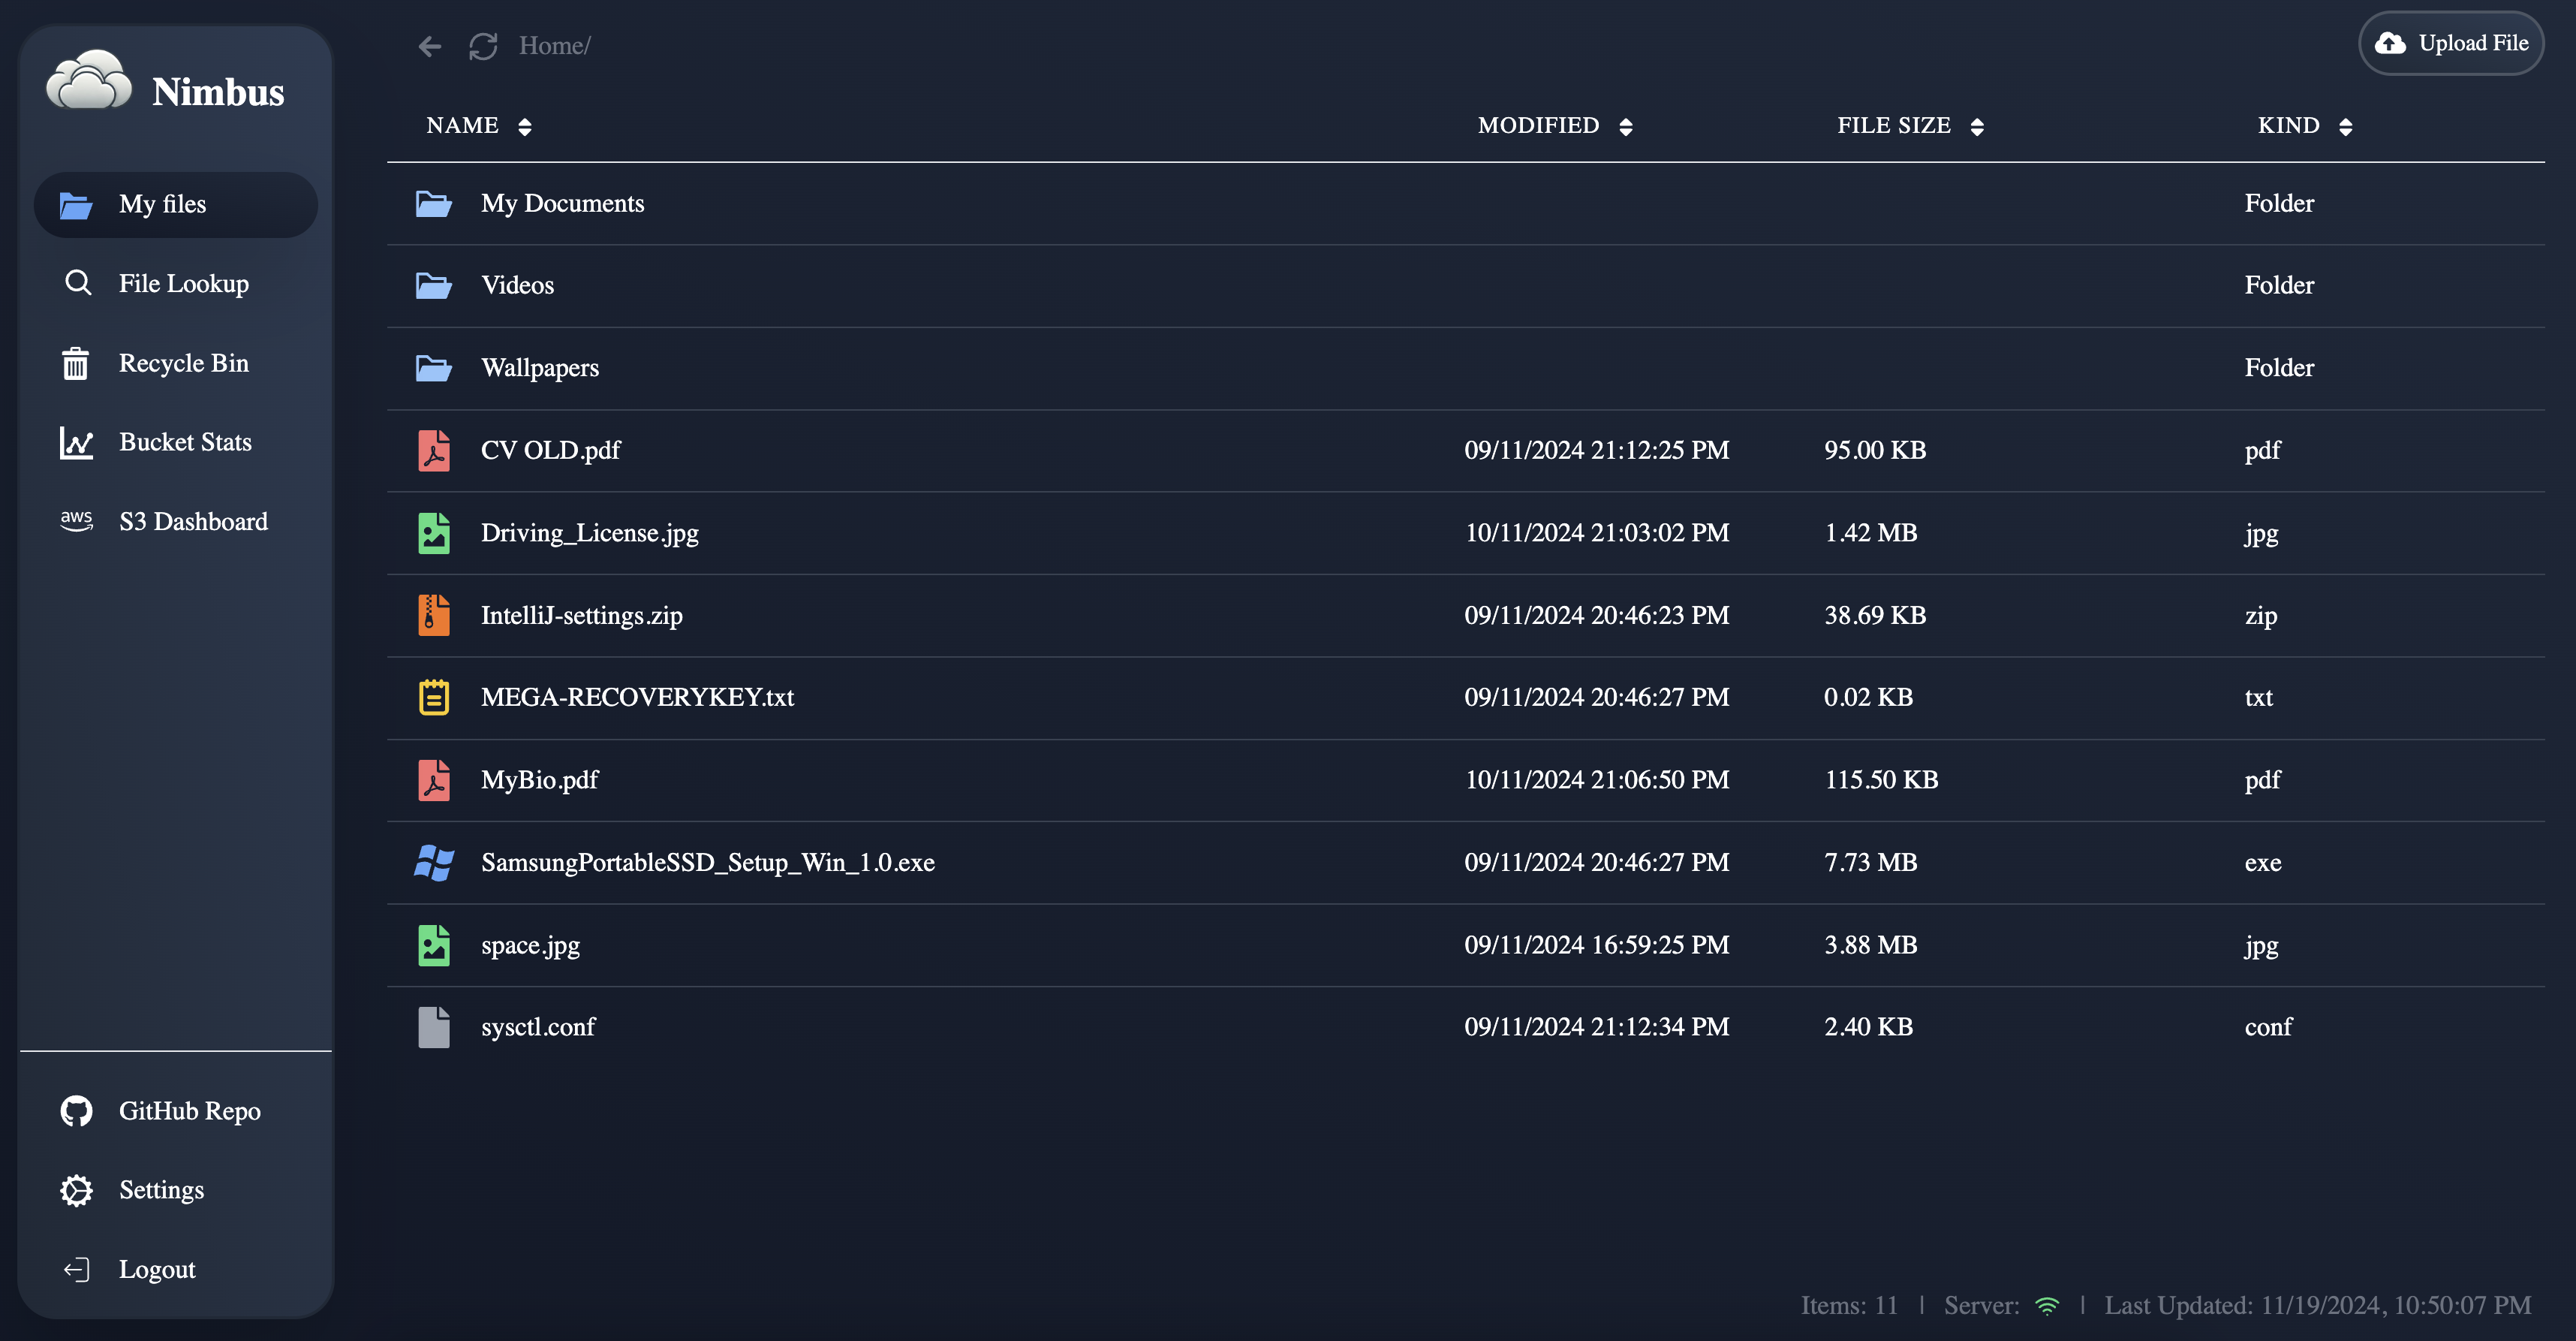 Nimbus
My files
File Lookup
Recycle Bin
Bucket Stats
aws S3 Dashboard
GitHub Repo
Settings
Logout
Home/
Upload File
NAME MODIFIED FILE SIZE KIND
My Documents Folder
Videos Folder
Wallpapers Folder
CV OLD.pdf 09/11/2024 21:12:25 PM 95.00 KB pdf
Driving_License.jpg 10/11/2024 21:03:02 PM 1.42 MB jpg
IntelliJ-settings.zip 09/11/2024 20:46:23 PM 38.69 KB zip
MEGA-RECOVERYKEY.txt 09/11/2024 20:46:27 PM 0.02 KB txt
MyBio.pdf 10/11/2024 21:06:50 PM 115.50 KB pdf
SamsungPortableSSD_Setup_Win_1.0.exe 09/11/2024 20:46:27 PM 7.73 MB exe
space.jpg 09/11/2024 16:59:25 PM 3.88 MB jpg
sysctl.conf 09/11/2024 21:12:34 PM 2.40 KB conf
Items: 11 | Server: | Last Updated: 11/19/2024, 10:50:07 PM